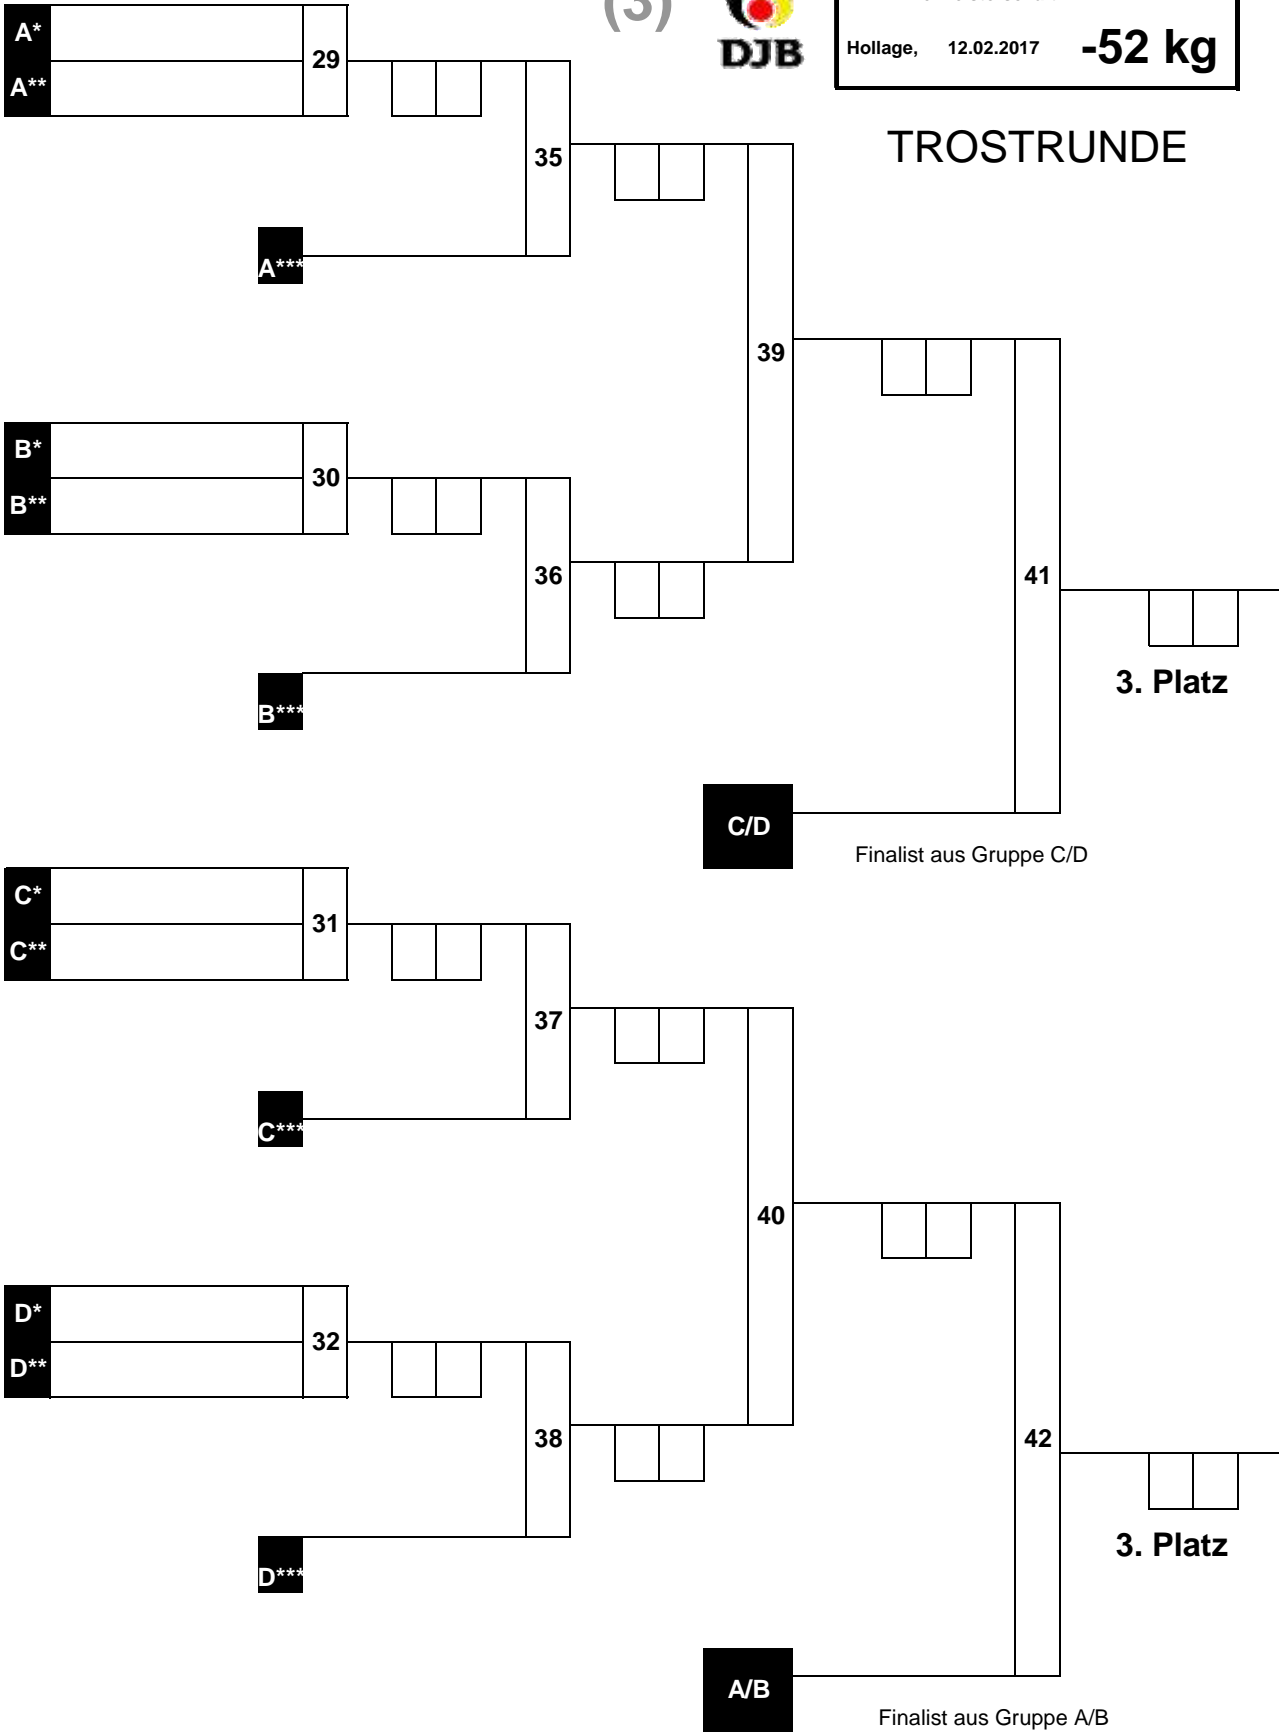 (3)
DJB
Hollage, 12.02.2017 -52 kg
TROSTRUNDE
A*
A**
29
35
A***
39
B*
B**
30
36
41
B***
3. Platz
C/D
Finalist aus Gruppe C/D
C*
C**
31
37
C***
40
D*
D**
32
38
42
D***
3. Platz
A/B
Finalist aus Gruppe A/B